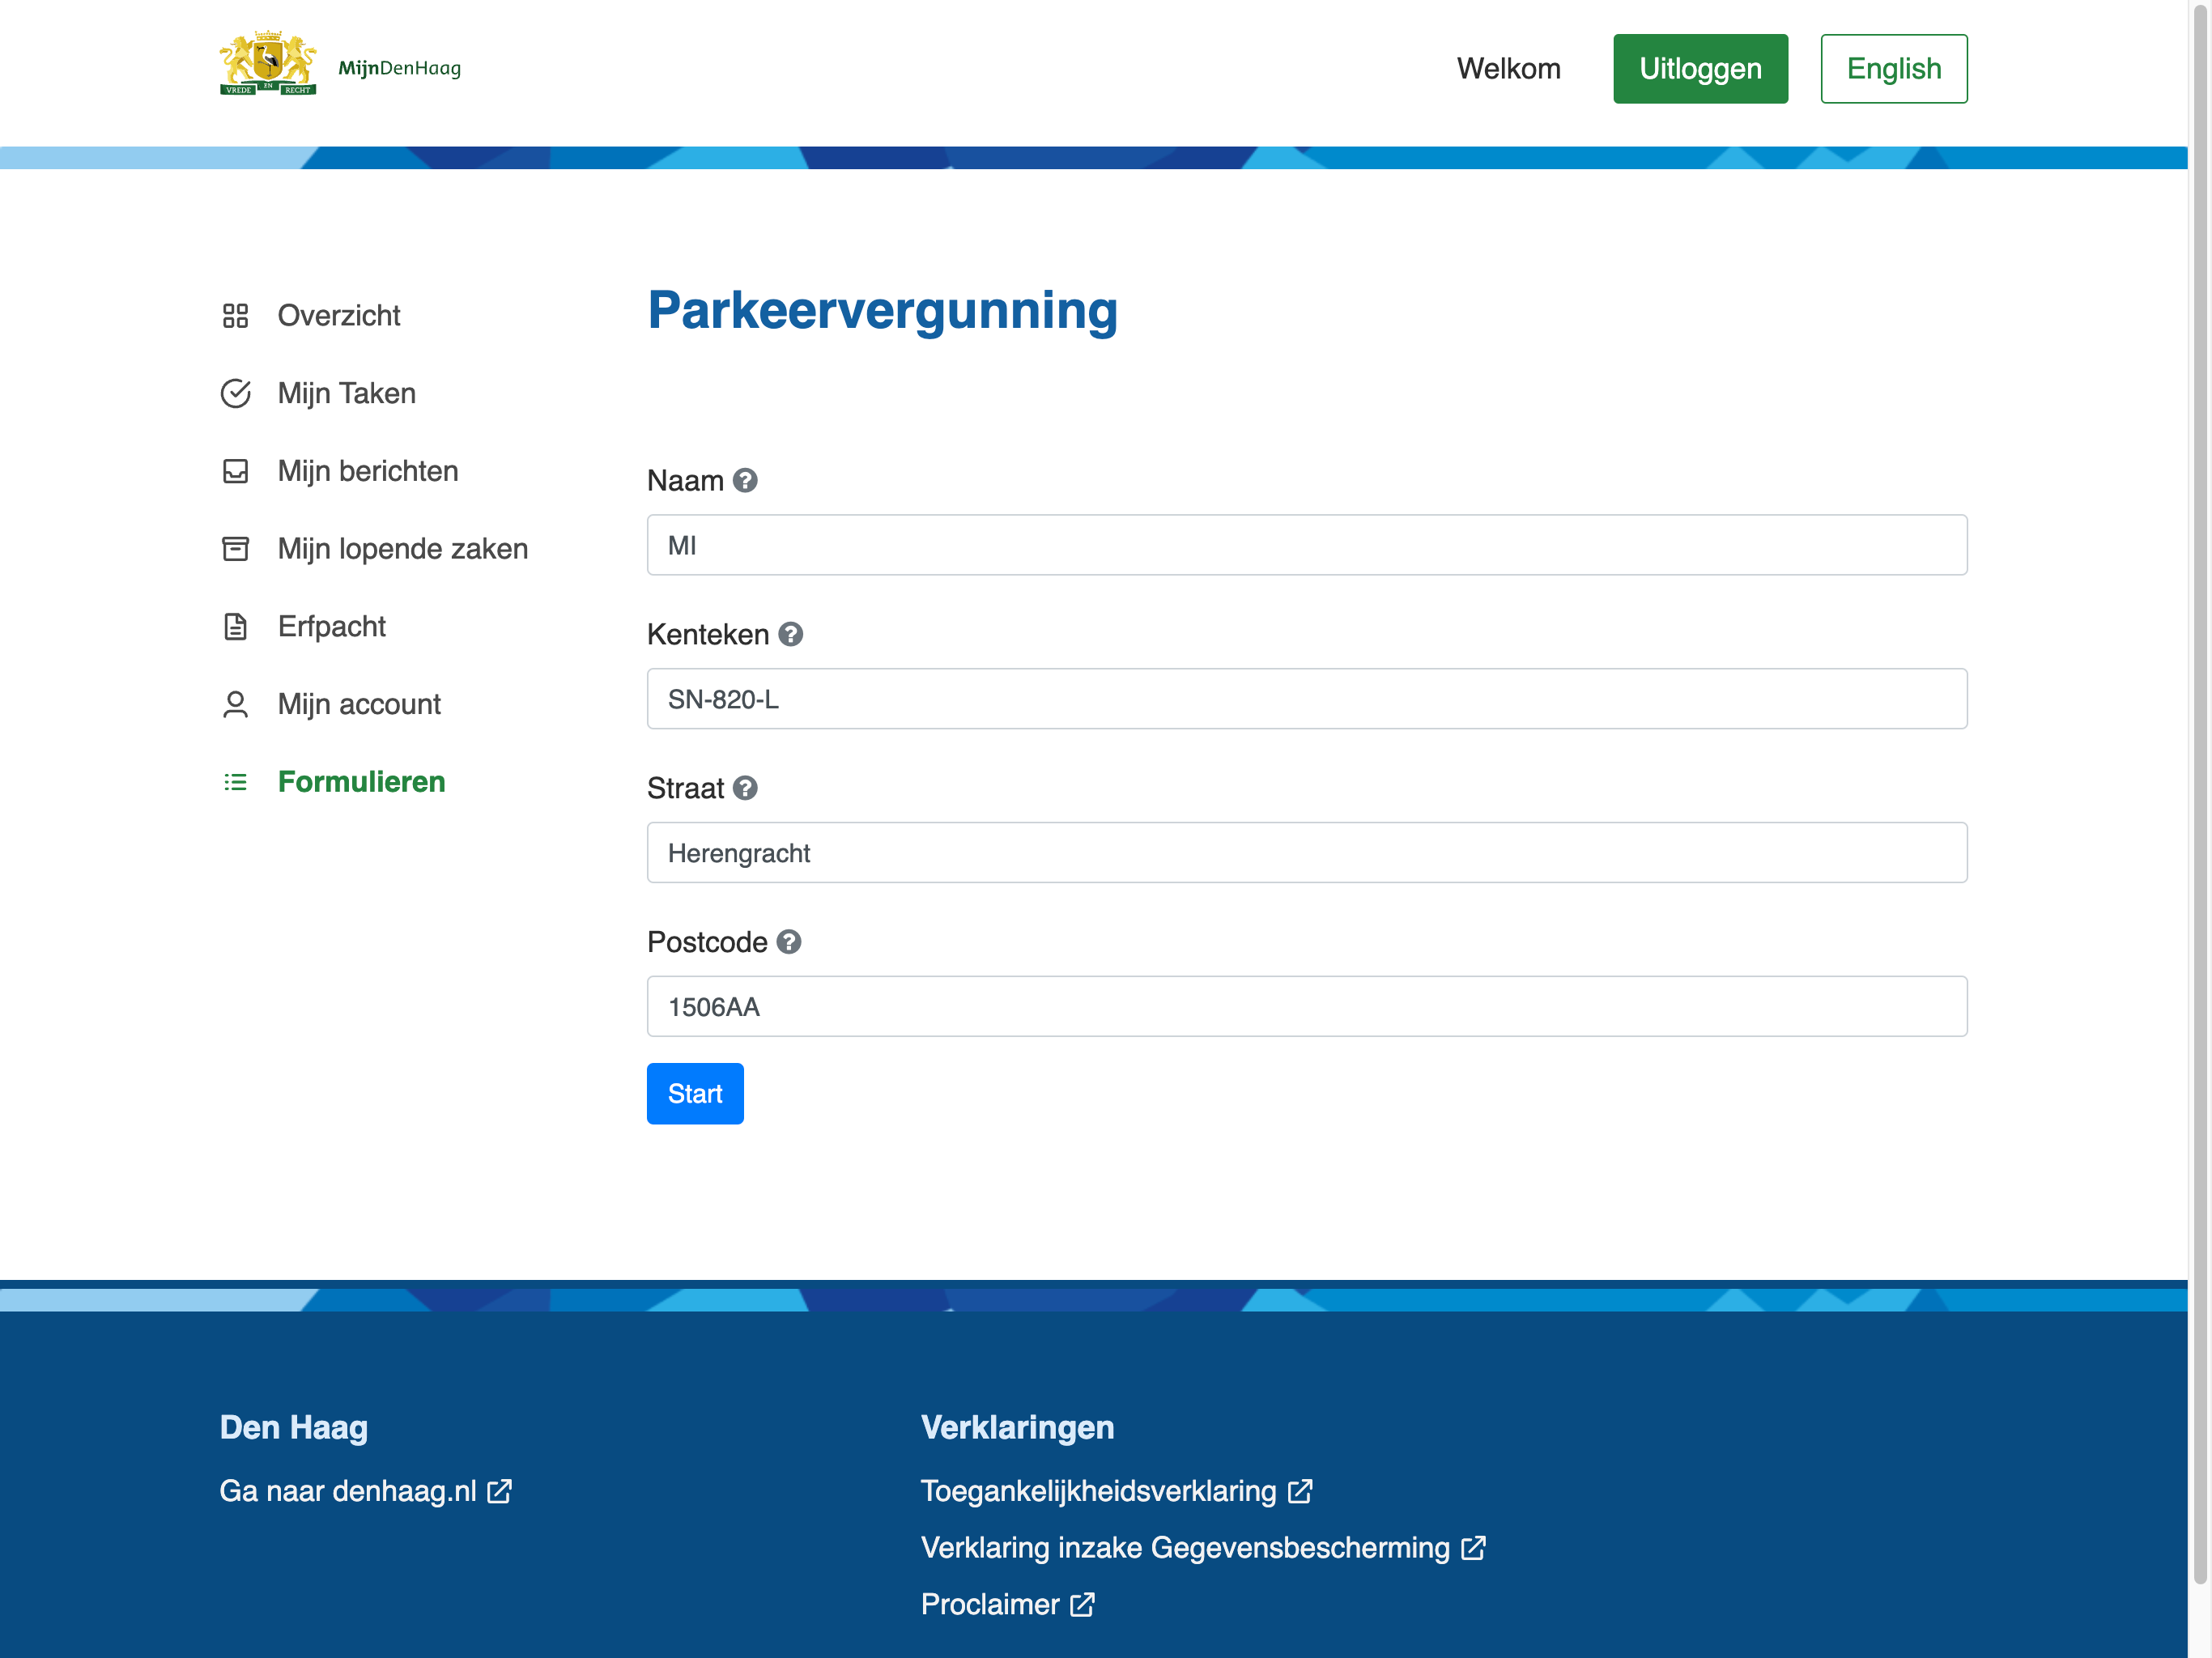 VREDE EN RECHT
MijnDenHaag
Welkom
Uitloggen
English
Overzicht
Mijn Taken
Mijn berichten
Mijn lopende zaken
Erfpacht
Mijn account
Formulieren
Parkeervergunning
Naam
MI
Kenteken
SN-820-L
Straat
Herengracht
Postcode
1506AA
Start
Den Haag
Ga naar denhaag.nl
Verklaringen
Toegankelijkheidsverklaring
Verklaring inzake Gegevensbescherming
Proclaimer